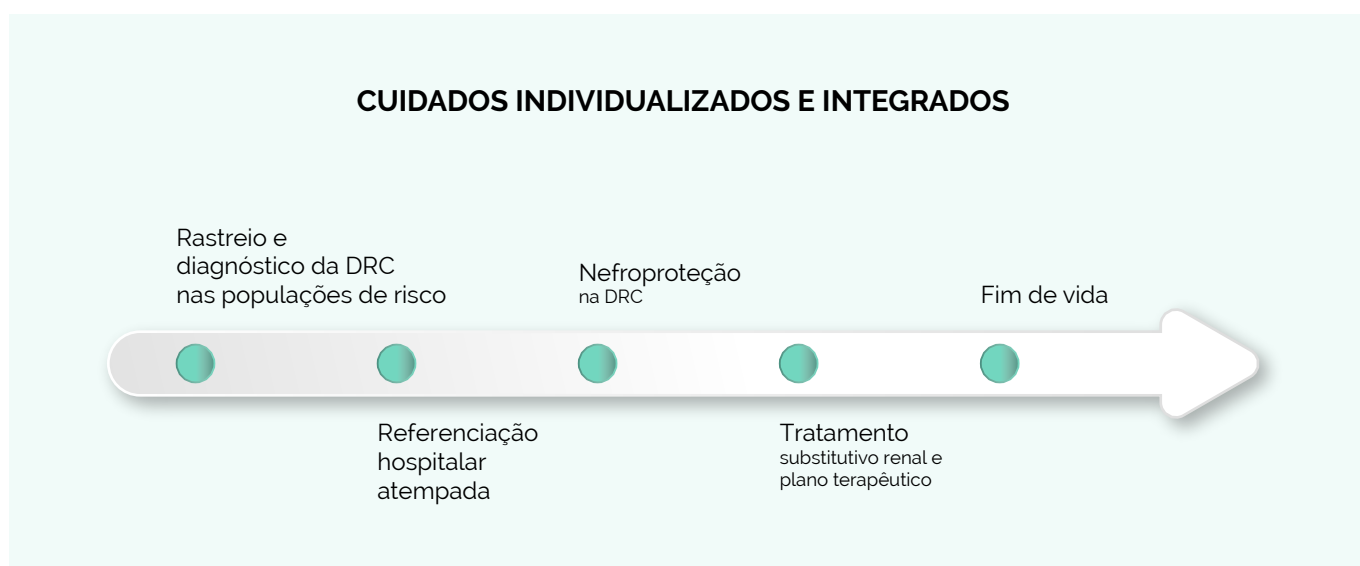 CUIDADOS INDIVIDUALIZADOS E INTEGRADOS
Rastreio e
diagnóstico da DRC
nas populações de risco
Referenciação
hospitalar
atempada
Nefroproteção
na DRC
Tratamento
substitutivo renal e
plano terapêutico
Fim de vida